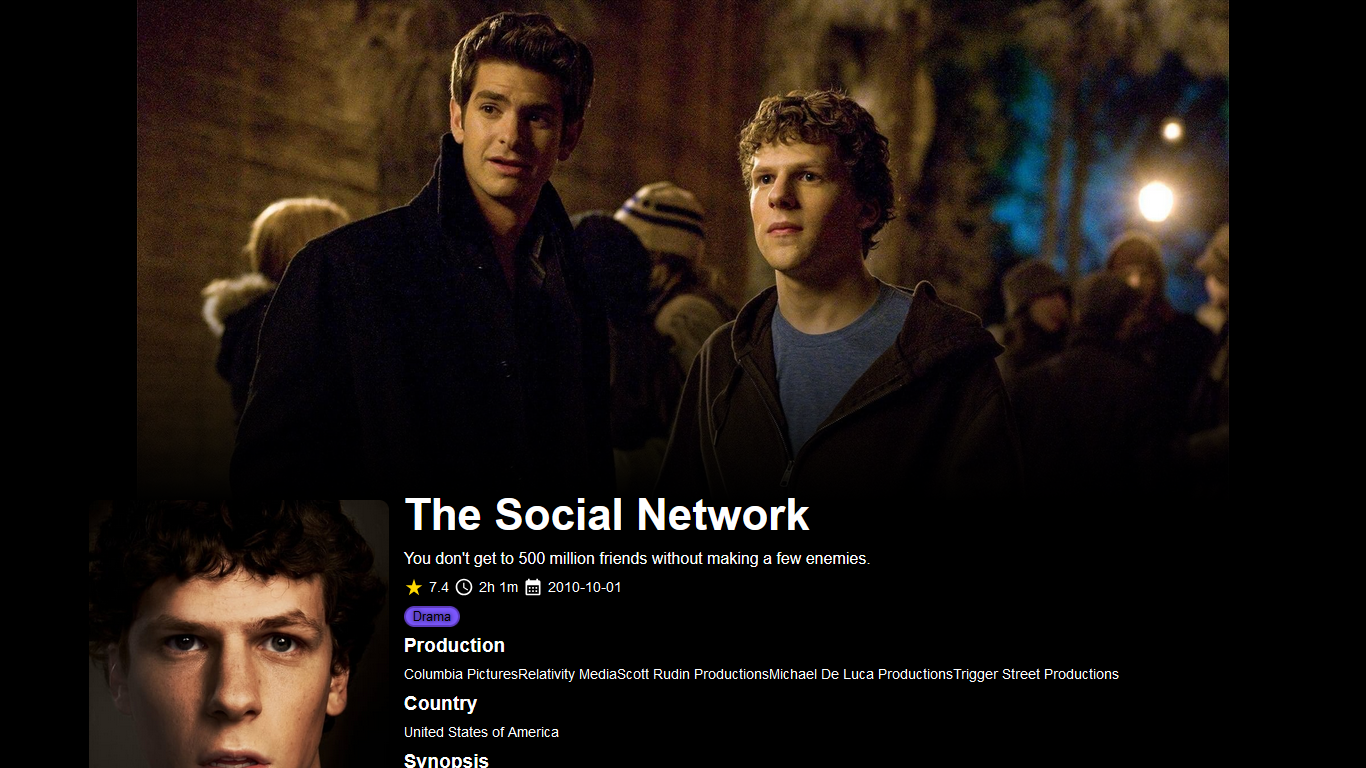 The Social Network
You don't get to 500 million friends without making a few enemies.
7.4 2h 1m 2010-10-01
Drama
Production
Columbia PicturesRelativity MediaScott Rudin ProductionsMichael De Luca ProductionsTrigger Street Productions
Country
United States of America
Synopsis